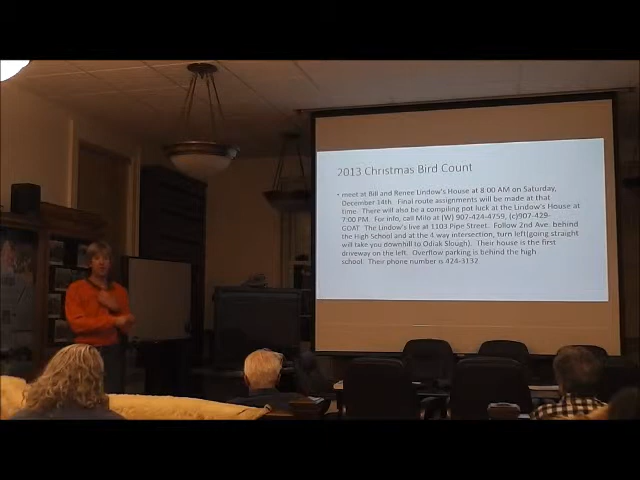 2013 Christmas Bird Count
• meet at Bill and Renee Lindow's House at 8:00 AM on Saturday,
December 14th. Final route assignments will be made at that
time. There will also be a compiling pot luck at the Lindow's House at
7:00 PM. For info, call Milo at (W) 907-424-4759, (c)907-429-
GOAT The Lindow's live at 1103 Pipe Street. Follow 2nd Ave. behind
the High School and at the 4 way intersection, turn left(going straight
will take you downhill to Odiak Slough). Their house is the first
driveway on the left. Overflow parking is behind the high
school. Their phone number is 424-3132